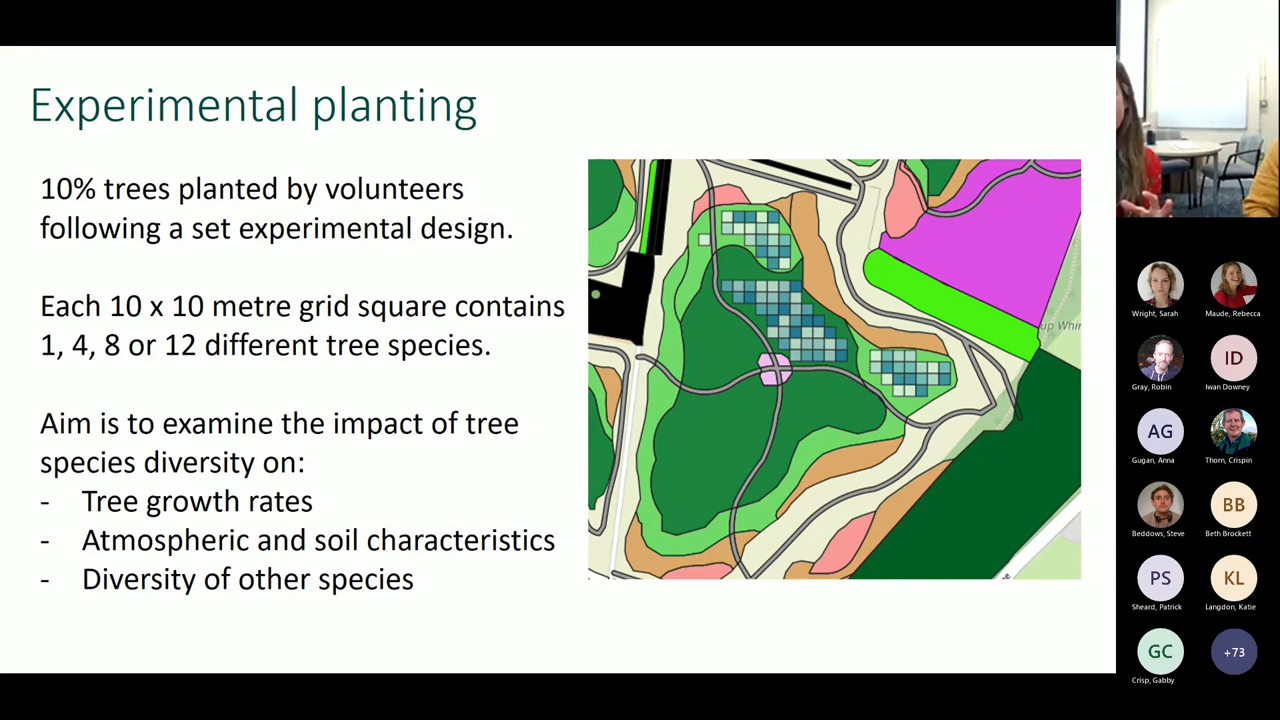 Experimental planting
10% trees planted by volunteers
following a set experimental design.
Each 10 x 10 metre grid square contains
1, 4, 8 or 12 different tree species.
Aim is to examine the impact of tree
species diversity on:
- Tree growth rates
- Atmospheric and soil characteristics
- Diversity of other species
Wright, Sarah
Maude, Rebecca
Gray, Robin
ID
Iwan Downey
AG
Gugan, Anna
Thorn, Crispin
Beddows, Steve
BB
Beth Brockett
PS
Sheard, Patrick
KL
Langdon, Katie
GC
Crisp, Gabby
+73